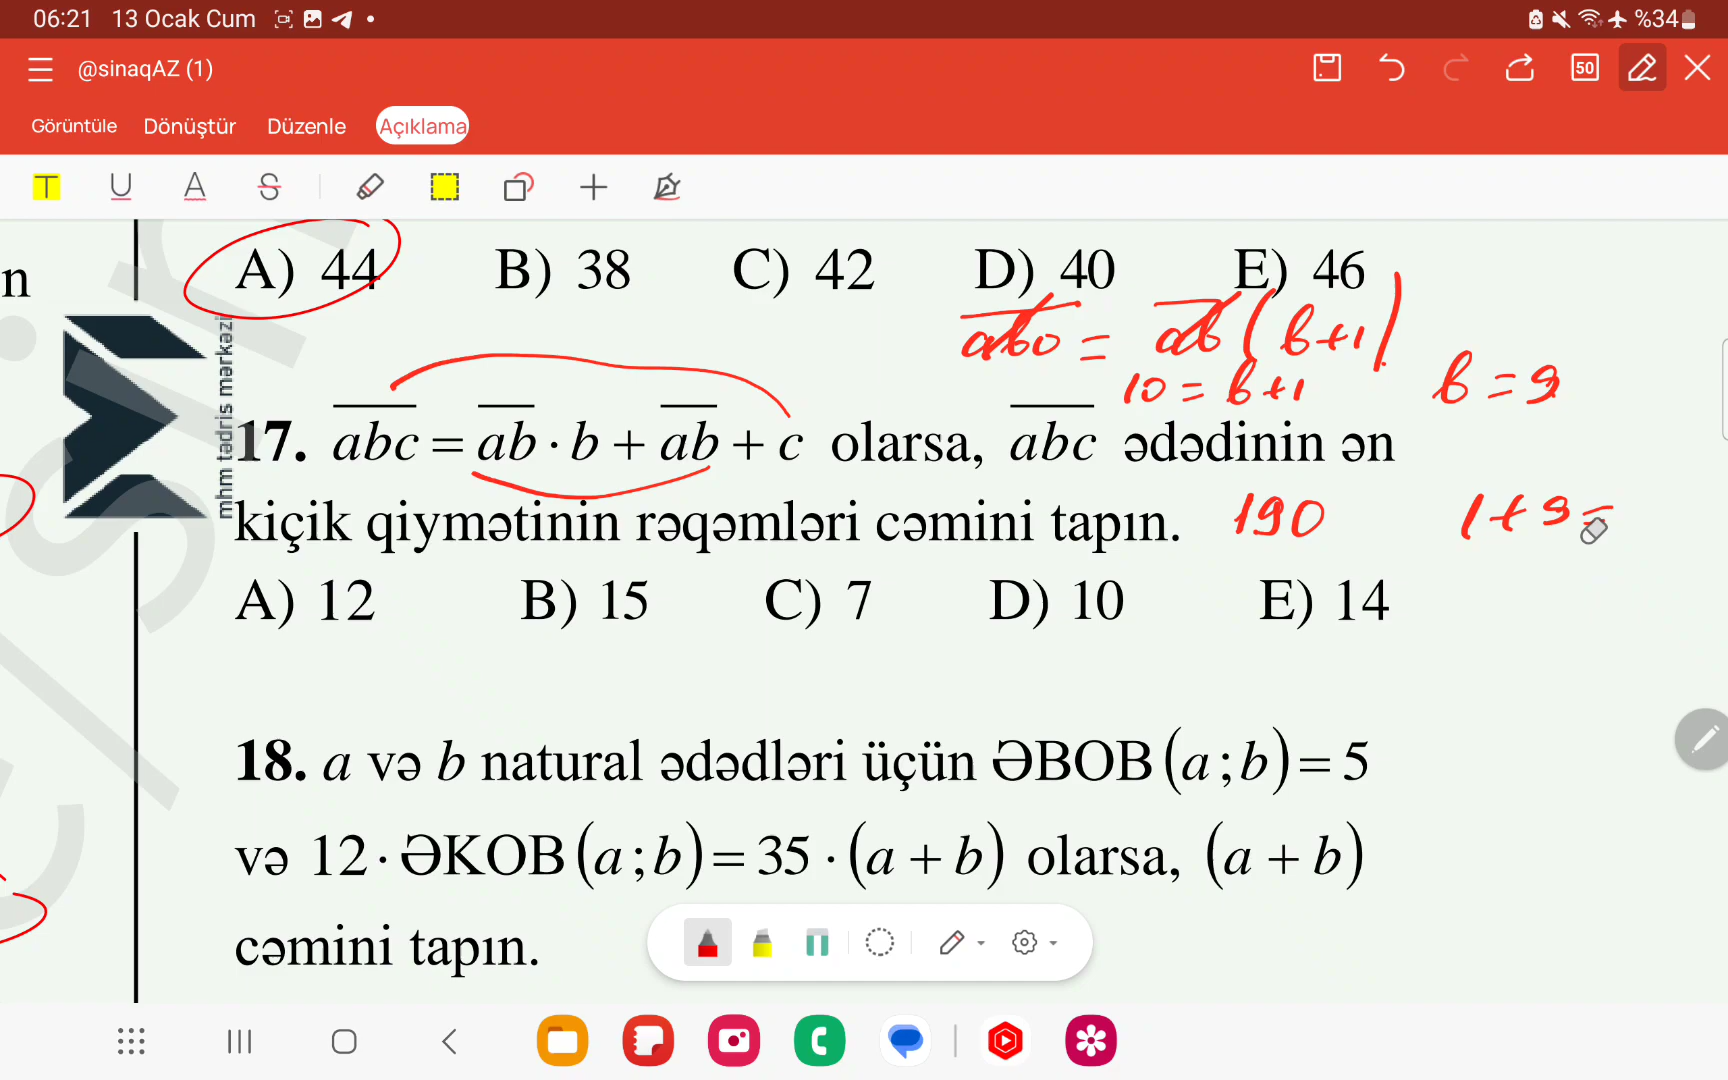 06:21 13 Ocak Cum
%34
@sinaqAZ (1)
50
Görüntüle Dönüştür Düzenle Açıklama
n
A) 44 B) 38 C) 42 D) 40 E) 46
ab0 = ab(b+1)
10 = b+1 b=9
17. abc = ab · b + ab + c olarsa, abc ədədinin ən
kiçik qiymətinin rəqəmləri cəmini tapın. 190 1+9=
A) 12 B) 15 C) 7 D) 10 E) 14
18. a və b natural ədədləri üçün ƏBOB(a;b)=5
və 12·ƏKOB(a;b)=35·(a+b) olarsa, (a+b)
cəmini tapın.
mhm tədris mərkəzi